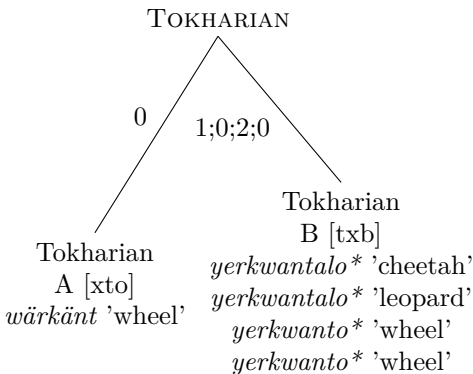 TOKHARIAN
0
1;0;2;0
Tokharian
A [xto]
wärkänt 'wheel'
Tokharian
B [txb]
yerkwantalo* 'cheetah'
yerkwantalo* 'leopard'
yerkwanto* 'wheel'
yerkwanto* 'wheel'